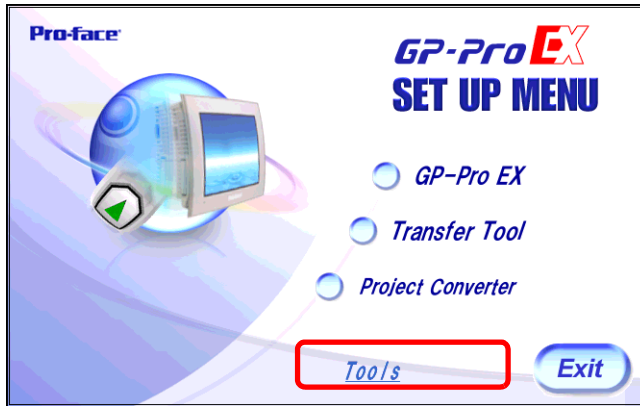 Pro-face
GP-Pro EX
SET UP MENU
GP-Pro EX
Transfer Tool
Project Converter
Tools
Exit